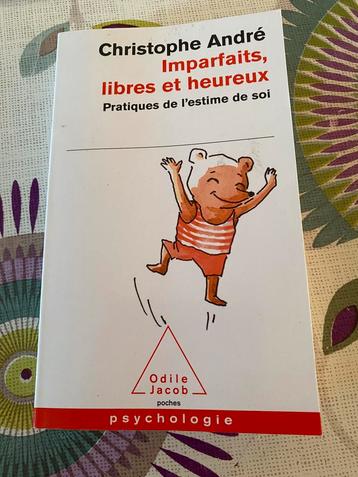 Christophe André
Imparfaits,
libres et heureux
Pratiques de l'estime de soi
Odile
Jacob
poches
psychologie